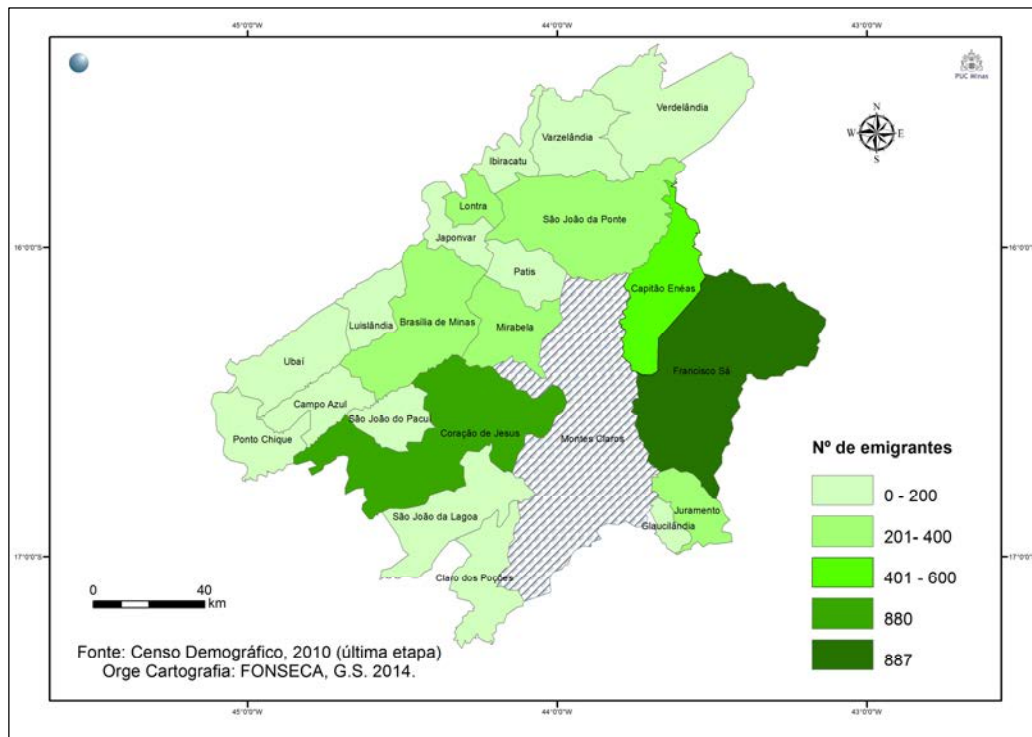 45°0'0"W
44°0'0"W
43°0'0"W
PUC Minas
N
W
E
S
Verdelândia
Varzelândia
Ibiracatu
Lontra
São João da Ponte
16°0'0"S
16°0'0"S
Japonvar
Patis
Capitão Enéas
Luislândia
Brasília de Minas
Mirabela
Ubaí
Francisco Sá
Campo Azul
São João do Pacuí
Ponto Chique
Coração de Jesus
Montes Claros
São João da Lagoa
Juramento
Glaucilândia
17°0'0"S
17°0'0"S
Claro dos Poções
Nº de emigrantes
0 - 200
201- 400
401 - 600
880
887
0
40
km
Fonte: Censo Demográfico, 2010 (última etapa)
Orge Cartografia: FONSECA, G.S. 2014.
45°0'0"W
44°0'0"W
43°0'0"W